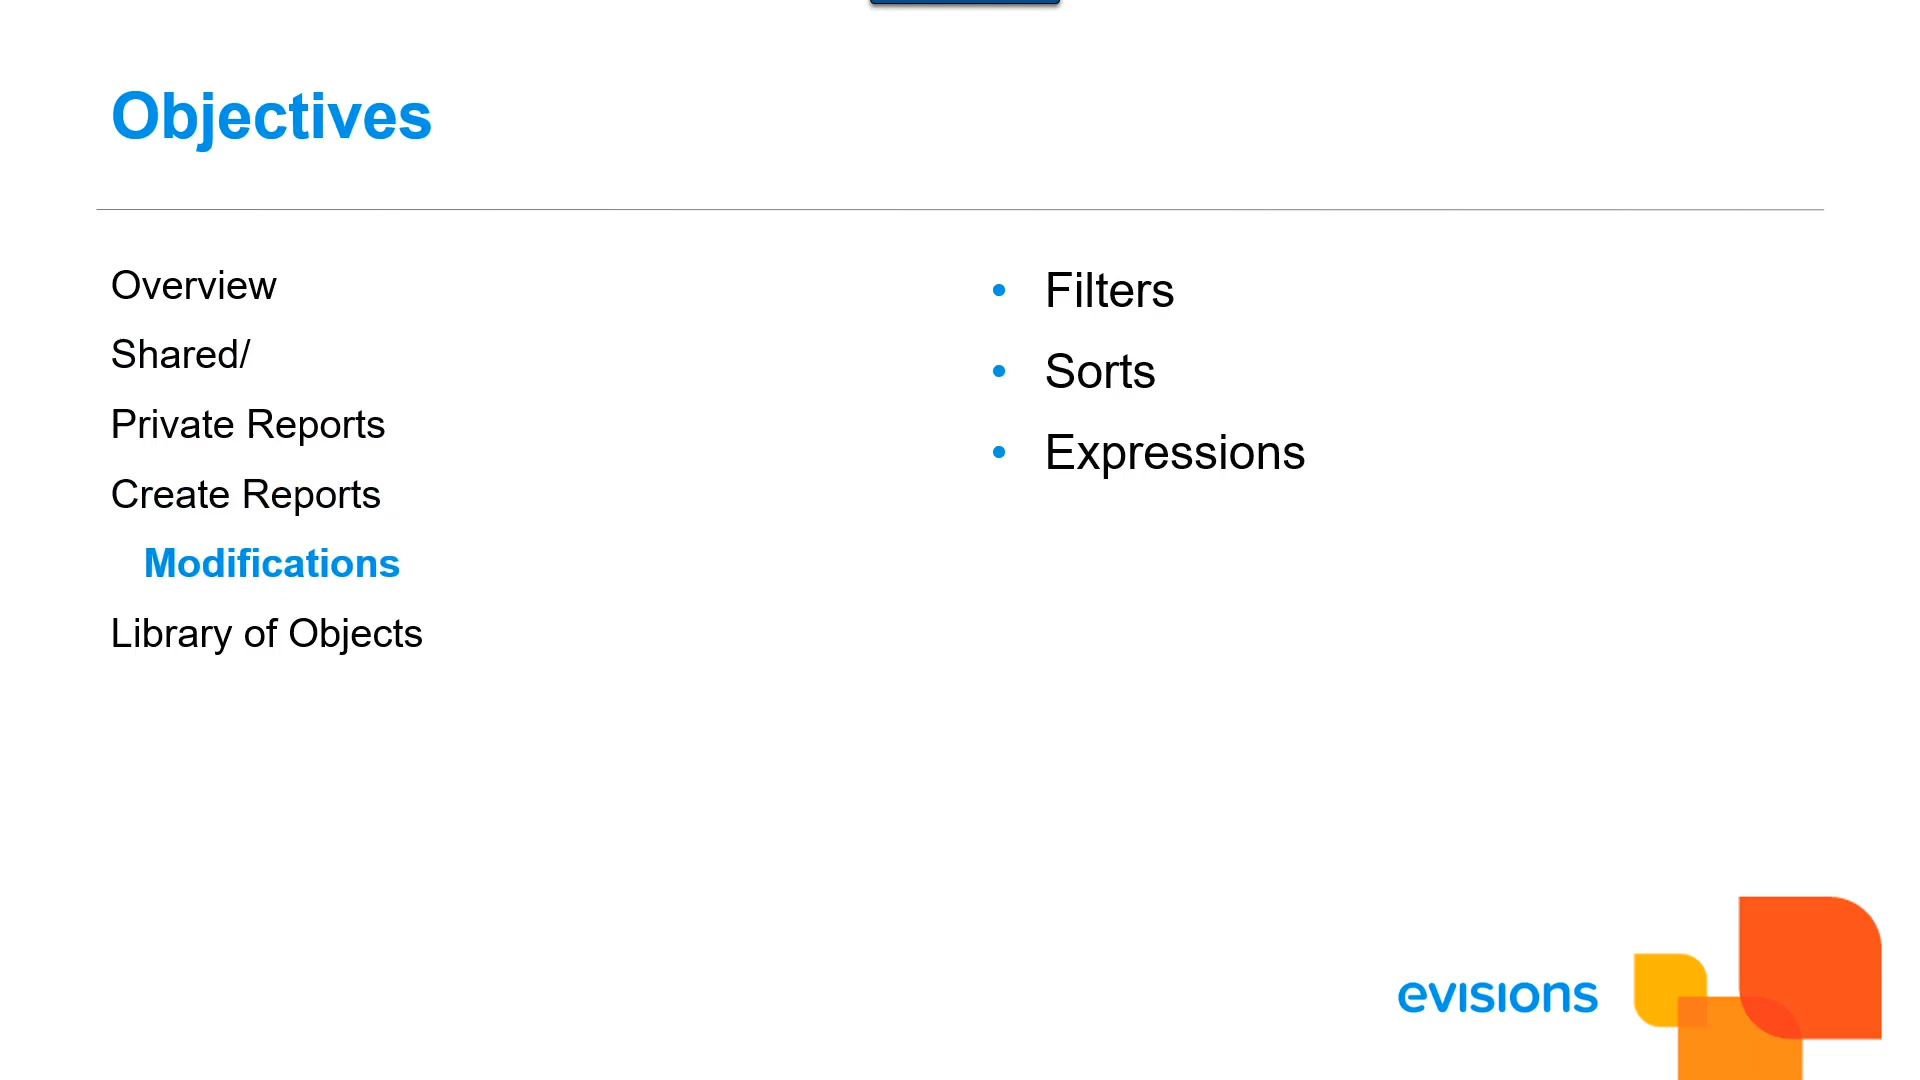 Objectives
Overview
Shared/
Private Reports
Create Reports
Modifications
Library of Objects
Filters
Sorts
Expressions
evisions